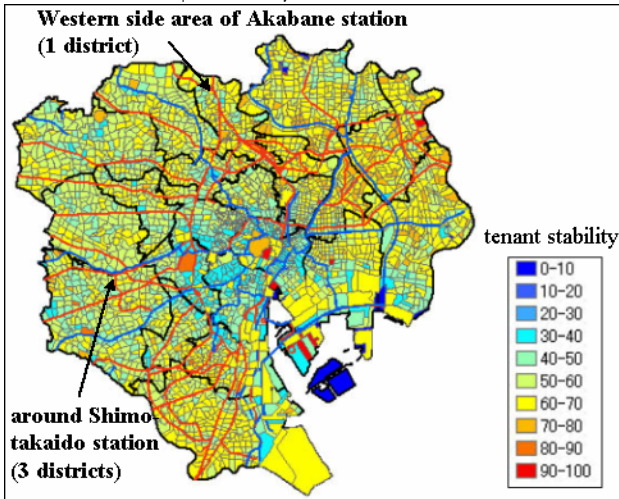 Western side area of Akabane station
(1 district)
tenant stability
0-10
10-20
20-30
30-40
40-50
50-60
60-70
70-80
80-90
90-100
around Shimo
takaido station
(3 districts)